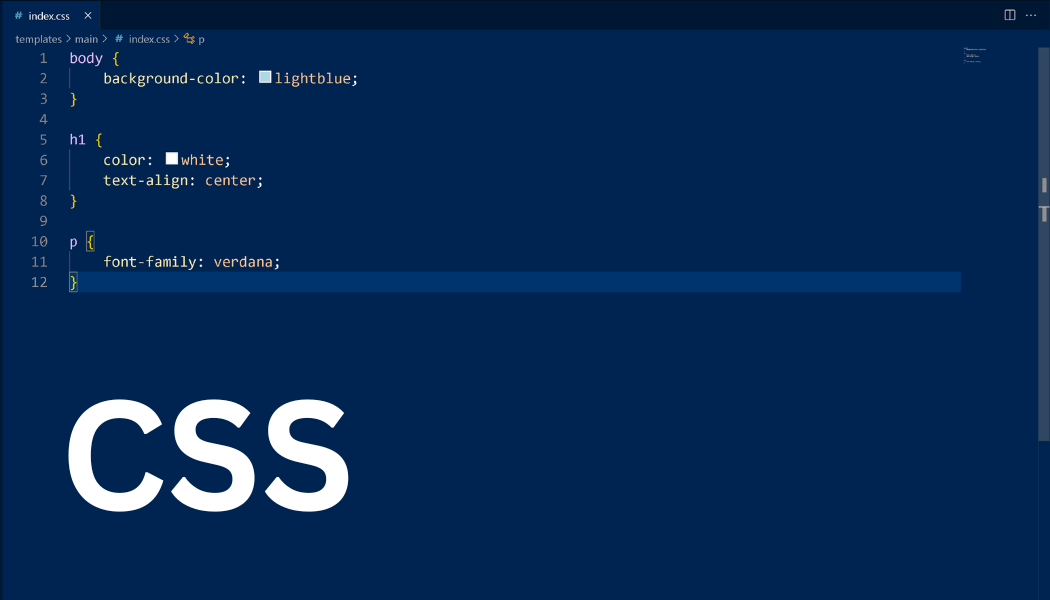 # index.css ×
templates > main > # index.css > p
1 body {
2     background-color: lightblue;
3 }
4
5 h1 {
6     color: white;
7     text-align: center;
8 }
9
10 p {
11     font-family: verdana;
12 }
CSS